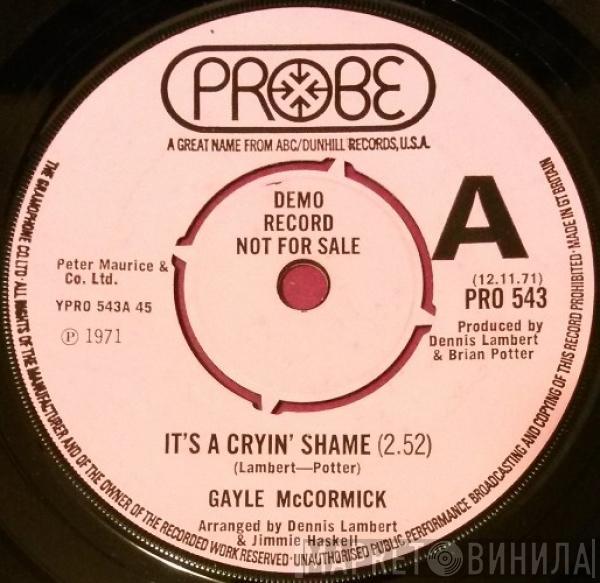 PROBE
A GREAT NAME FROM ABC/DUNHILL RECORDS, U.S.A.
DEMO
RECORD
NOT FOR SALE
A
Peter Maurice &
Co. Ltd.
YPRO 543A 45
Ⓟ 1971
(12.11.71)
PRO 543
Produced by
Dennis Lambert
& Brian Potter
IT'S A CRYIN' SHAME (2.52)
(Lambert—Potter)
GAYLE McCORMICK
Arranged by Dennis Lambert
& Jimmie Haskell
THE GRAMOPHONE CO. LTD · ALL RIGHTS OF THE MANUFACTURER AND OF THE OWNER OF THE RECORDED WORK RESERVED · UNAUTHORISED PUBLIC PERFORMANCE BROADCASTING AND COPYING OF THIS RECORD PROHIBITED · MADE IN GT BRITAIN
МАРКЕТ ВИНИЛА